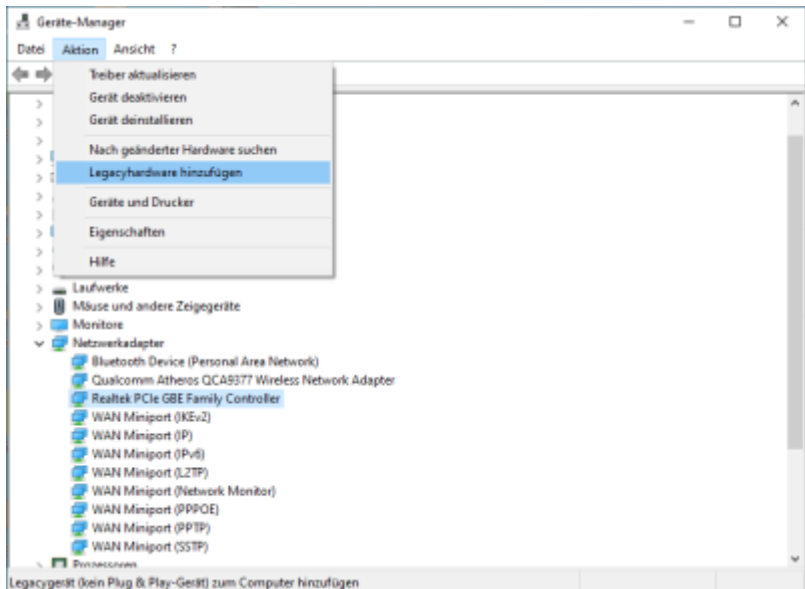 Geräte-Manager
Datei Aktion Ansicht ?
Treiber aktualisieren
Gerät deaktivieren
Gerät deinstallieren
Nach geänderter Hardware suchen
Legacyhardware hinzufügen
Geräte und Drucker
Eigenschaften
Hilfe
Laufwerke
Mäuse und andere Zeigegeräte
Monitore
Netzwerkadapter
Bluetooth Device (Personal Area Network)
Qualcomm Atheros QCA9377 Wireless Network Adapter
Realtek PCIe GBE Family Controller
WAN Miniport (IKEv2)
WAN Miniport (IP)
WAN Miniport (IPv6)
WAN Miniport (L2TP)
WAN Miniport (Network Monitor)
WAN Miniport (PPPOE)
WAN Miniport (PPTP)
WAN Miniport (SSTP)
Prozessoren
Legacygerät (kein Plug & Play-Gerät) zum Computer hinzufügen